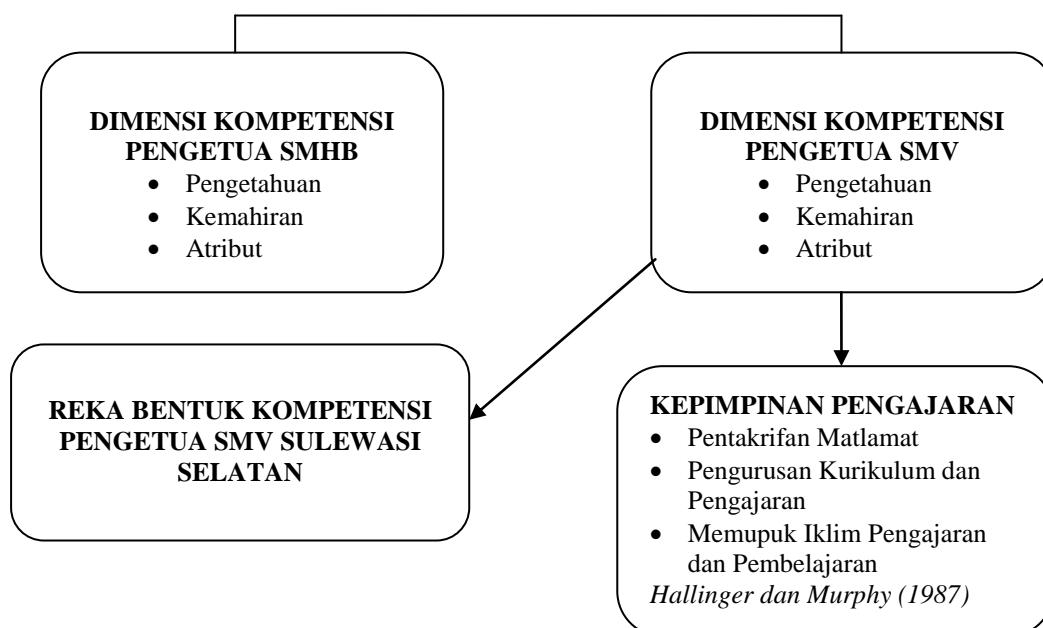 DIMENSI KOMPETENSI
PENGETUA SMHB
• Pengetahuan
• Kemahiran
• Atribut
DIMENSI KOMPETENSI
PENGETUA SMV
• Pengetahuan
• Kemahiran
• Atribut
REKA BENTUK KOMPETENSI
PENGETUA SMV SULEWASI
SELATAN
KEPIMPINAN PENGAJARAN
• Pentakrifan Matlamat
• Pengurusan Kurikulum dan
Pengajaran
• Memupuk Iklim Pengajaran
dan Pembelajaran
Hallinger dan Murphy (1987)